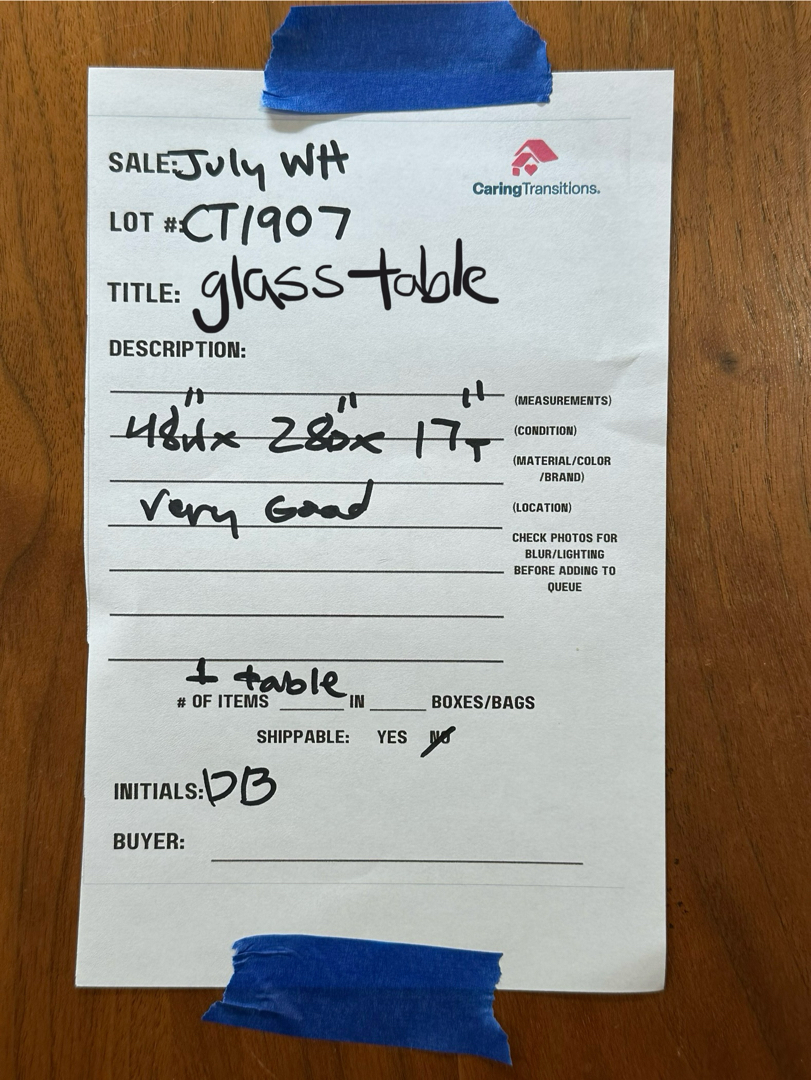 SALE: July WH
CaringTransitions.
LOT #: CT1907
TITLE: glass table
DESCRIPTION:
(MEASUREMENTS)
48"W x 28"D x 17"T
(CONDITION)
(MATERIAL/COLOR
/BRAND)
very Good
(LOCATION)
CHECK PHOTOS FOR
BLUR/LIGHTING
BEFORE ADDING TO
QUEUE
1 table
# OF ITEMS ______ IN ______ BOXES/BAGS
SHIPPABLE: YES NO
INITIALS: DB
BUYER: